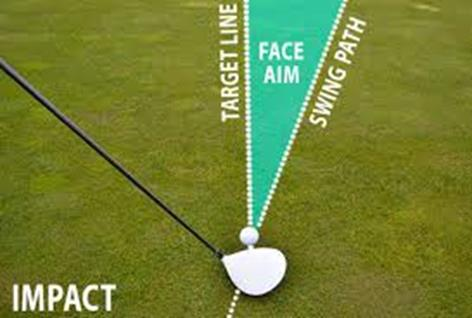 TARGET LINE
FACE
AIM
SWING PATH
IMPACT